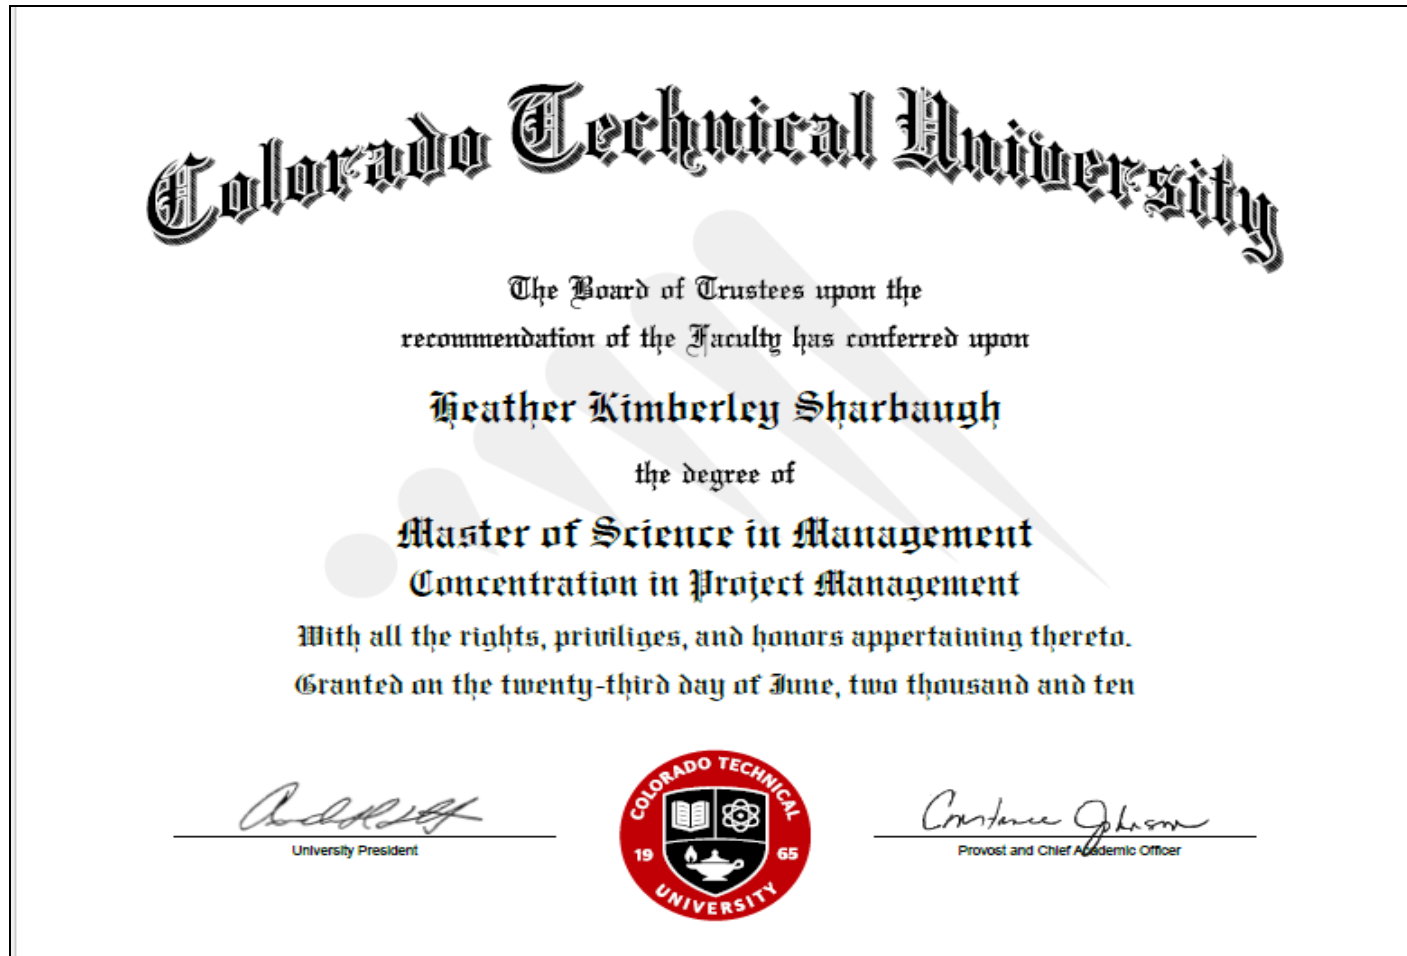 Colorado Technical University
The Board of Trustees upon the
recommendation of the Faculty has conferred upon
Heather Kimberley Sharbaugh
the degree of
Master of Science in Management
Concentration in Project Management
With all the rights, priviliges, and honors appertaining thereto.
Granted on the twenty-third day of June, two thousand and ten
COLORADO TECHNICAL
19 65
UNIVERSITY
Constance Johnson
University President
Provost and Chief Academic Officer